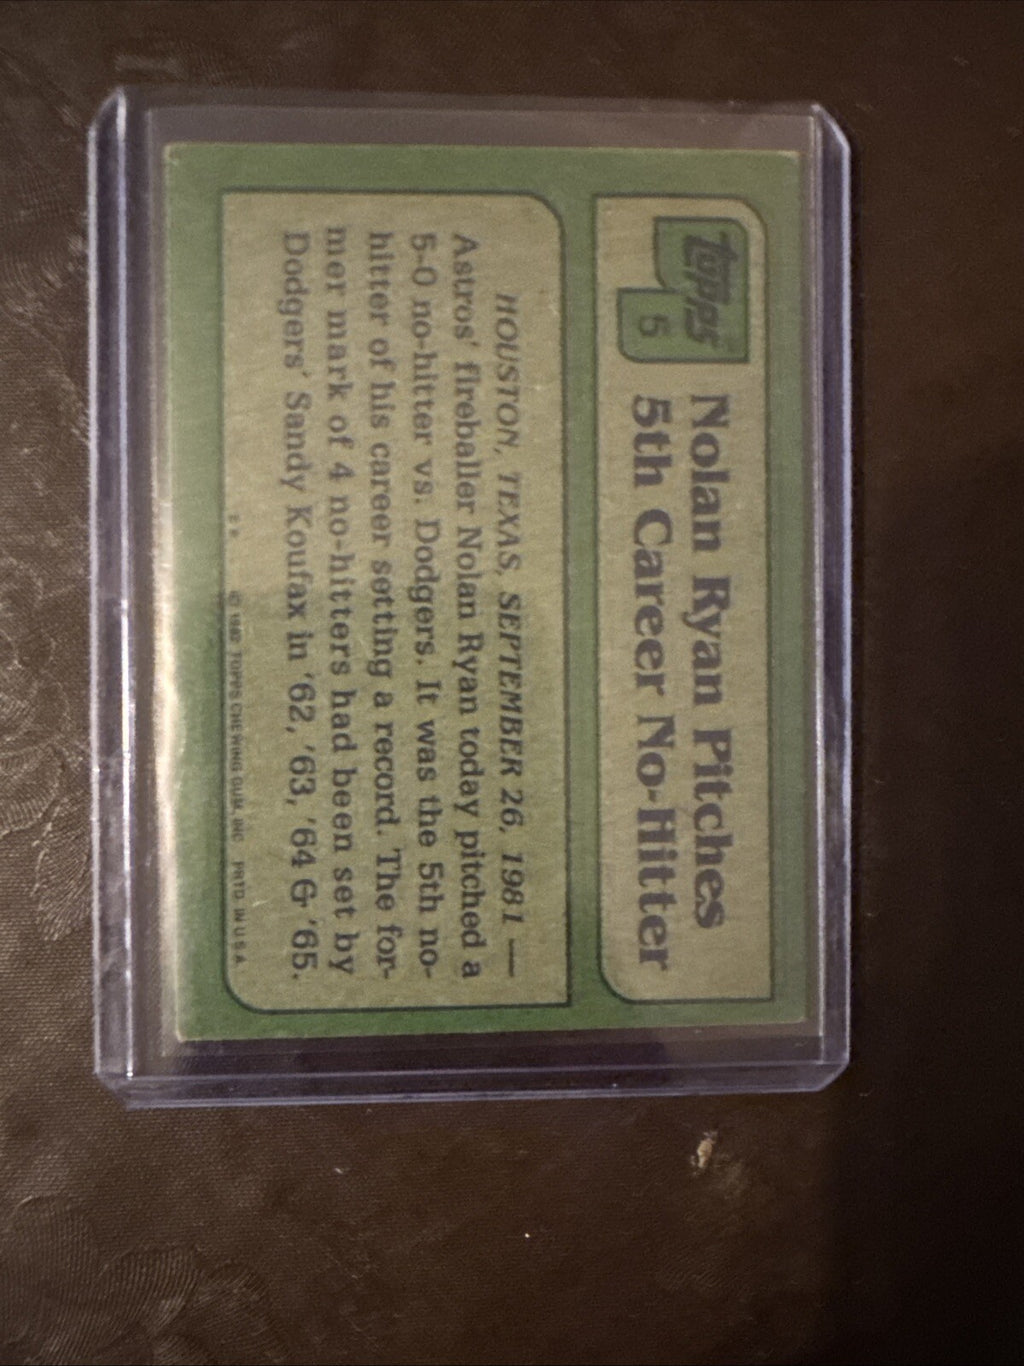 topps
5
Nolan Ryan Pitches
5th Career No-Hitter
HOUSTON, TEXAS, SEPTEMBER 26, 1981 —
Astros' fireballer Nolan Ryan today pitched a
5-0 no-hitter vs. Dodgers. It was the 5th no-
hitter of his career setting a record. The for-
mer mark of 4 no-hitters had been set by
Dodgers' Sandy Koufax in '62, '63, '64 & '65.
© 1982 TOPPS CHEWING GUM, INC. PRTD. IN U.S.A.